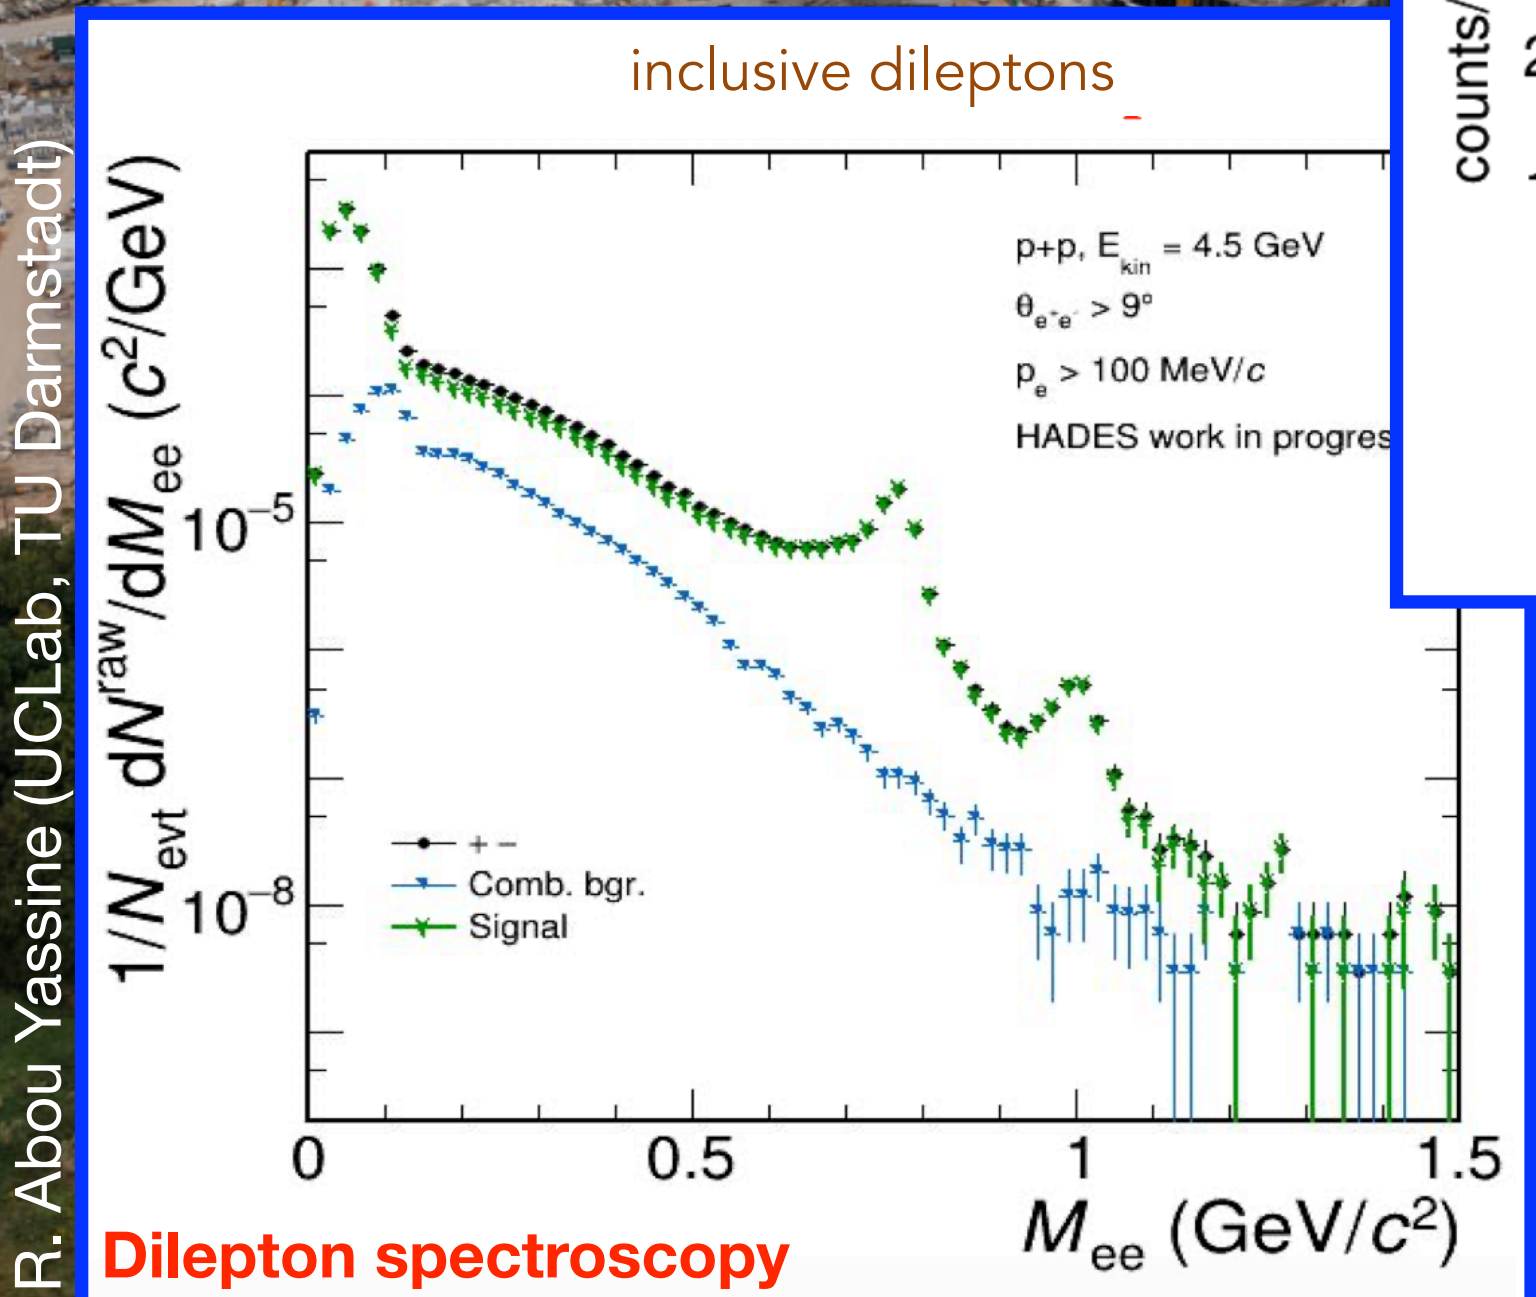 inclusive dileptons
counts/
p+p, E_kin = 4.5 GeV
θ_e⁺e⁻ > 9°
p_e > 100 MeV/c
HADES work in progres
1/N_evt dN^raw/dM_ee (c²/GeV)
10⁻⁵
10⁻⁸
+ −
Comb. bgr.
Signal
0 0.5 1 1.5
M_ee (GeV/c²)
Dilepton spectroscopy
R. Abou Yassine (IJCLab, TU Darmstadt)